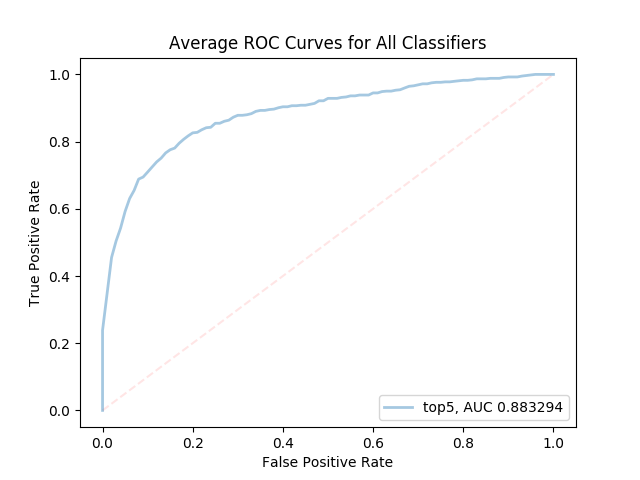 Average ROC Curves for All Classifiers
1.0
0.8
0.6
0.4
0.2
0.0
True Positive Rate
top5, AUC 0.883294
0.0 0.2 0.4 0.6 0.8 1.0
False Positive Rate